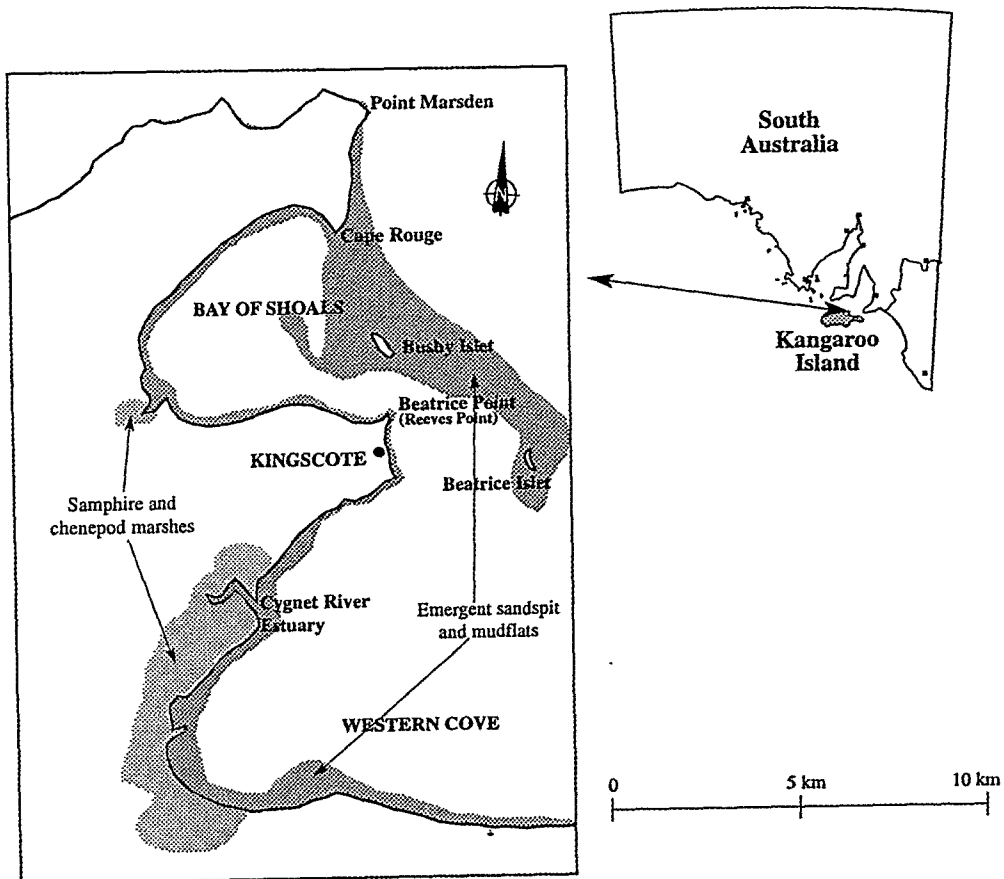 Point Marsden
South
Australia
N
Cape Rouge
BAY OF SHOALS
Bushy Islet
Kangaroo
Island
Beatrice Point
(Reeves Point)
KINGSCOTE
Beatrice Islet
Samphire and
chenepod marshes
Cygnet River
Estuary
Emergent sandspit
and mudflats
WESTERN COVE
0 5 km 10 km